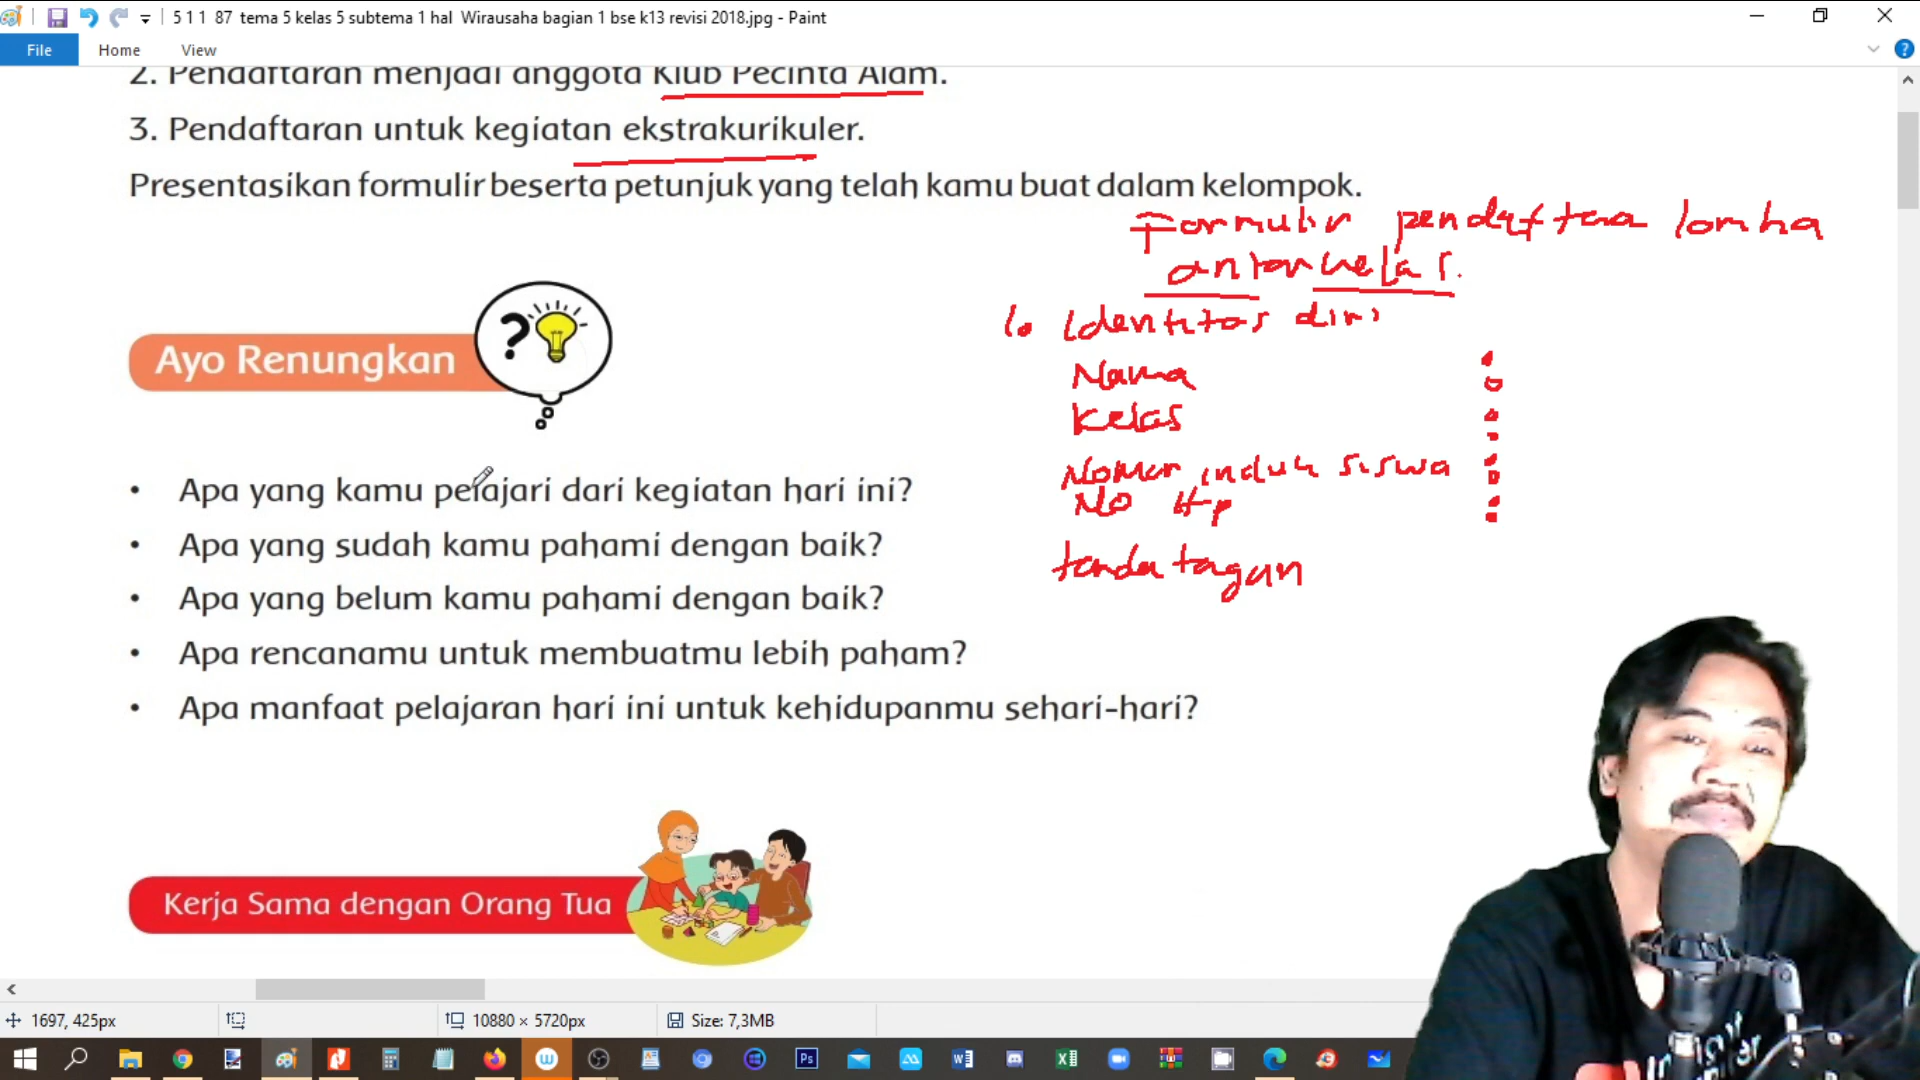 5 1 1 87 tema 5 kelas 5 subtema 1 hal Wirausaha bagian 1 bse k13 revisi 2018.jpg - Paint
File Home View
2. Pendaftaran menjadi anggota Klub Pecinta Alam.
3. Pendaftaran untuk kegiatan ekstrakurikuler.
Presentasikan formulir beserta petunjuk yang telah kamu buat dalam kelompok.
Formulir pendaftaa lomba
antar kelas.
1. Identitas diri
Nama :
Kelas :
Nomor induk siswa :
No Hp :
tanda tagan
Ayo Renungkan
• Apa yang kamu pelajari dari kegiatan hari ini?
• Apa yang sudah kamu pahami dengan baik?
• Apa yang belum kamu pahami dengan baik?
• Apa rencanamu untuk membuatmu lebih paham?
• Apa manfaat pelajaran hari ini untuk kehidupanmu sehari-hari?
Kerja Sama dengan Orang Tua
1697, 425px
10880 × 5720px
Size: 7,3MB